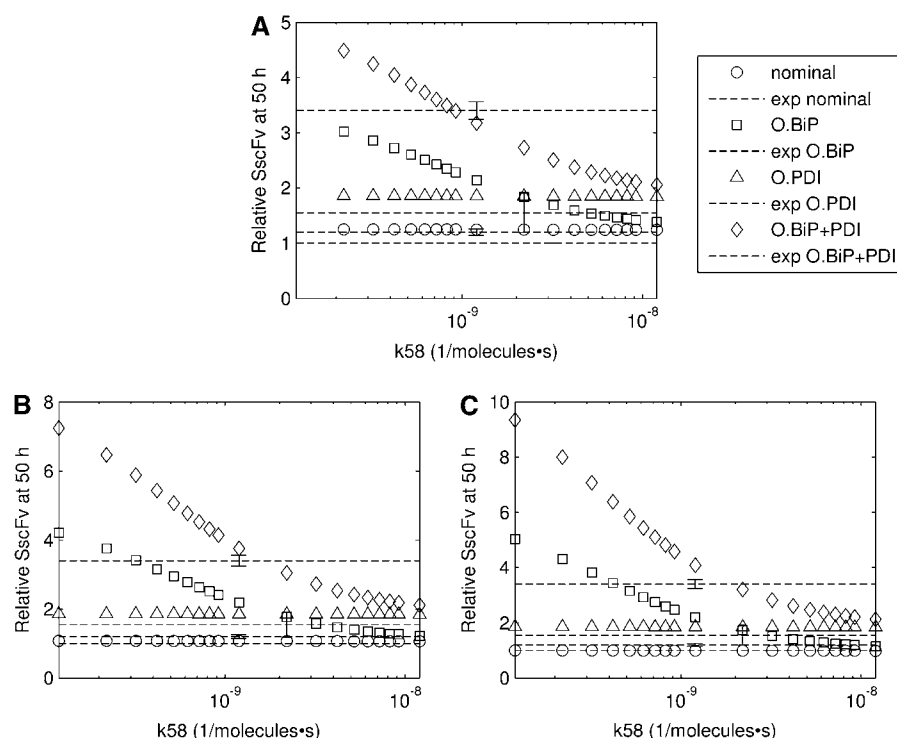 A
Relative SscFv at 50 h
5
4
3
2
1
0
10^-9
10^-8
k58 (1/molecules•s)
nominal
exp nominal
O.BiP
exp O.BiP
O.PDI
exp O.PDI
O.BiP+PDI
exp O.BiP+PDI
B
Relative SscFv at 50 h
8
6
4
2
0
10^-9
10^-8
k58 (1/molecules•s)
C
Relative SscFv at 50 h
10
8
6
4
2
0
10^-9
10^-8
k58 (1/molecules•s)